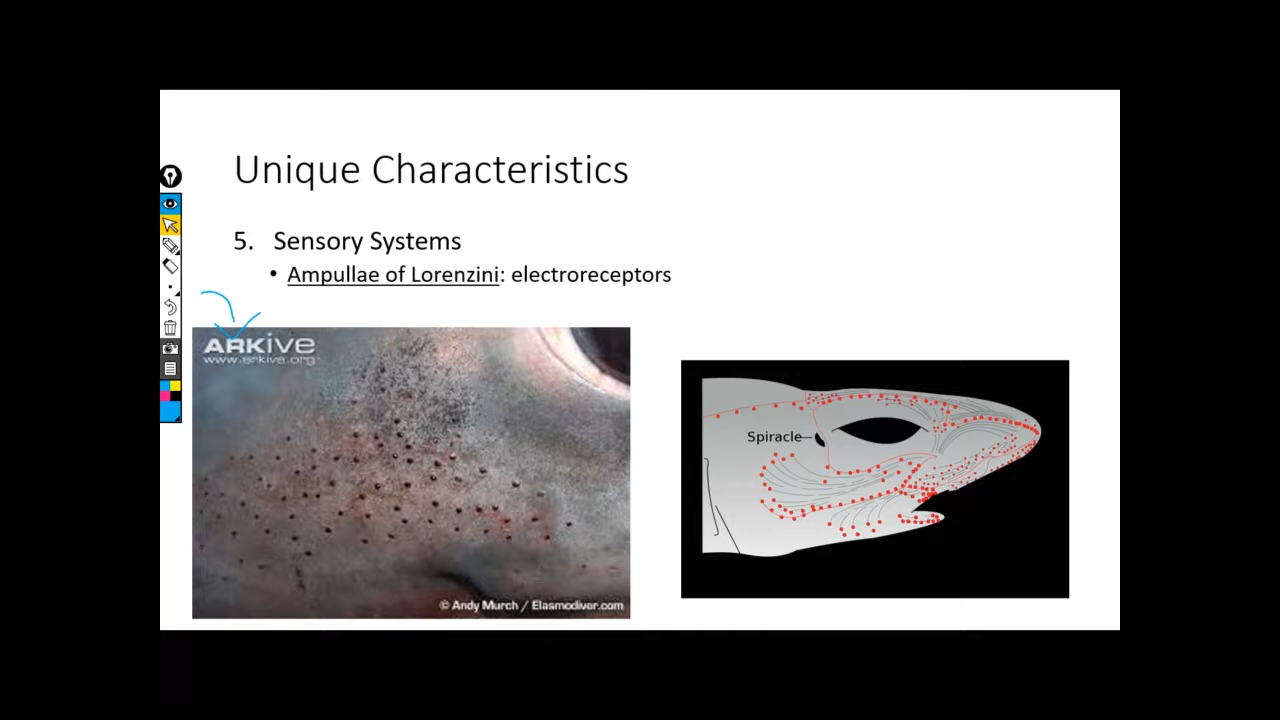 Unique Characteristics
5. Sensory Systems
• Ampullae of Lorenzini: electroreceptors
ARKive
www.arkive.org
© Andy Murch / Elasmodiver.com
Spiracle